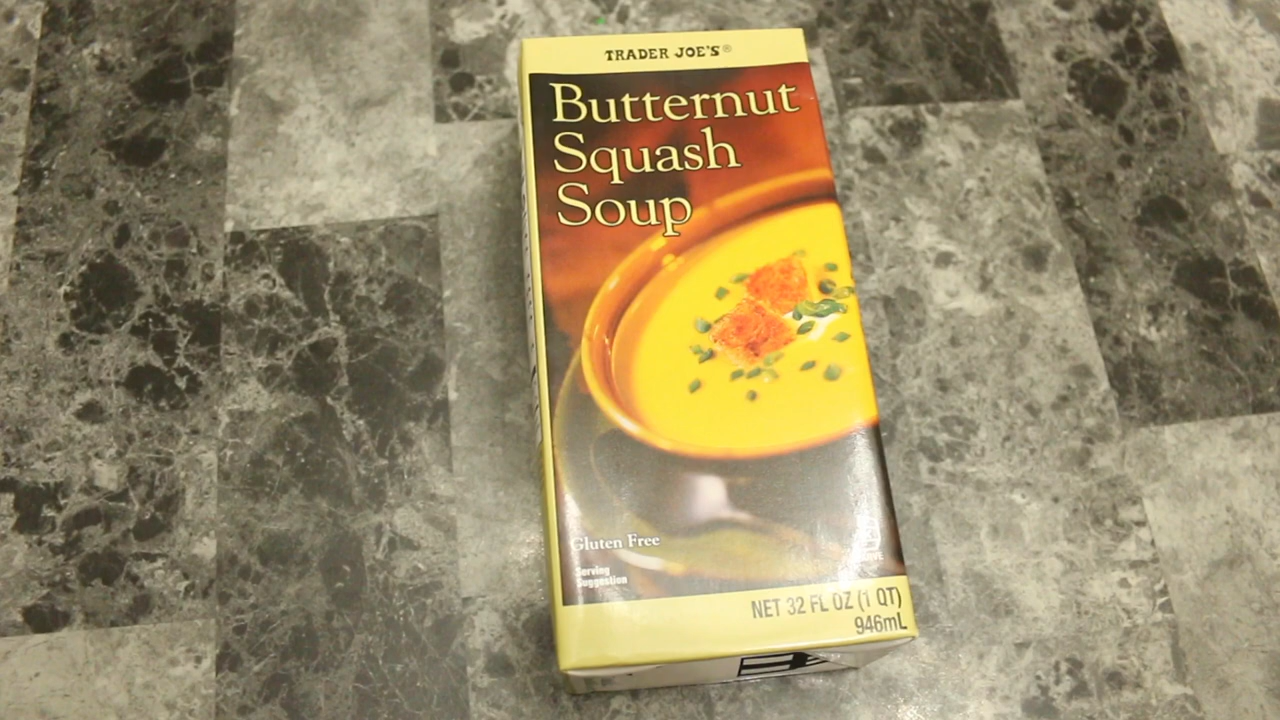 TRADER JOE'S®
Butternut
Squash
Soup
Gluten Free
Serving
Suggestion
NET 32 FL OZ (1 QT)
946mL